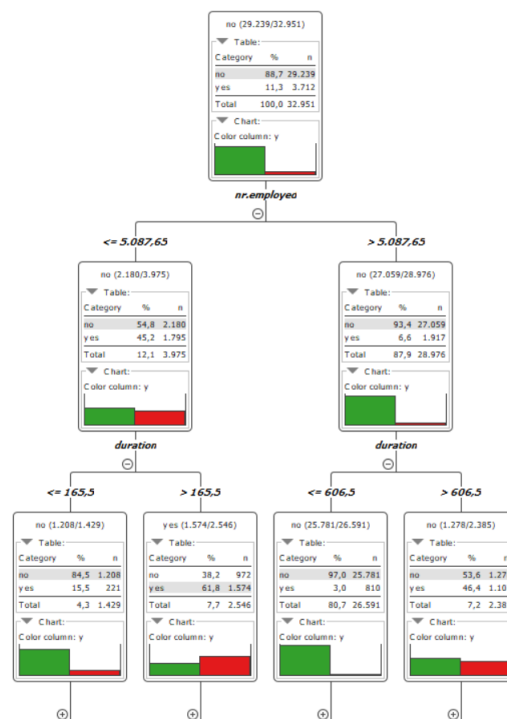 no (29.239/32.951)
Table:
Category % n
no 88,7 29.239
yes 11,3 3.712
Total 100,0 32.951
Chart:
Color column: y
nr.employed
<= 5.087,65
> 5.087,65
no (2.180/3.975)
Table:
Category % n
no 54,8 2.180
yes 45,2 1.795
Total 12,1 3.975
Chart:
Color column: y
duration
no (27.059/28.976)
Table:
Category % n
no 93,4 27.059
yes 6,6 1.917
Total 87,9 28.976
Chart:
Color column: y
duration
<= 165,5
> 165,5
<= 606,5
> 606,5
no (1.208/1.429)
Table:
Category % n
no 84,5 1.208
yes 15,5 221
Total 4,3 1.429
Chart:
Color column: y
yes (1.574/2.546)
Table:
Category % n
no 38,2 972
yes 61,8 1.574
Total 7,7 2.546
Chart:
Color column: y
no (25.781/26.591)
Table:
Category % n
no 97,0 25.781
yes 3,0 810
Total 80,7 26.591
Chart:
Color column: y
no (1.278/2.385)
Table:
Category % n
no 53,6 1.27
yes 46,4 1.10
Total 7,2 2.38
Chart:
Color column: y